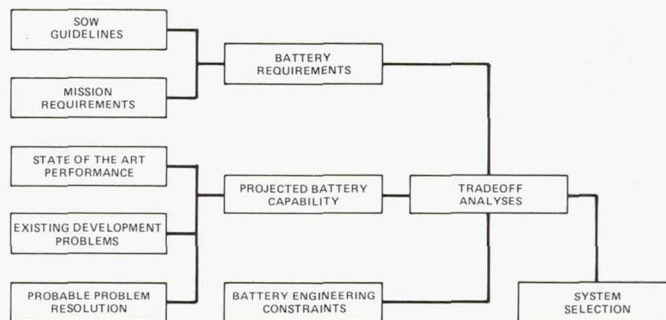 SOW
GUIDELINES
MISSION
REQUIREMENTS
BATTERY
REQUIREMENTS
STATE OF THE ART
PERFORMANCE
EXISTING DEVELOPMENT
PROBLEMS
PROBABLE PROBLEM
RESOLUTION
PROJECTED BATTERY
CAPABILITY
BATTERY ENGINEERING
CONSTRAINTS
TRADEOFF
ANALYSES
SYSTEM
SELECTION